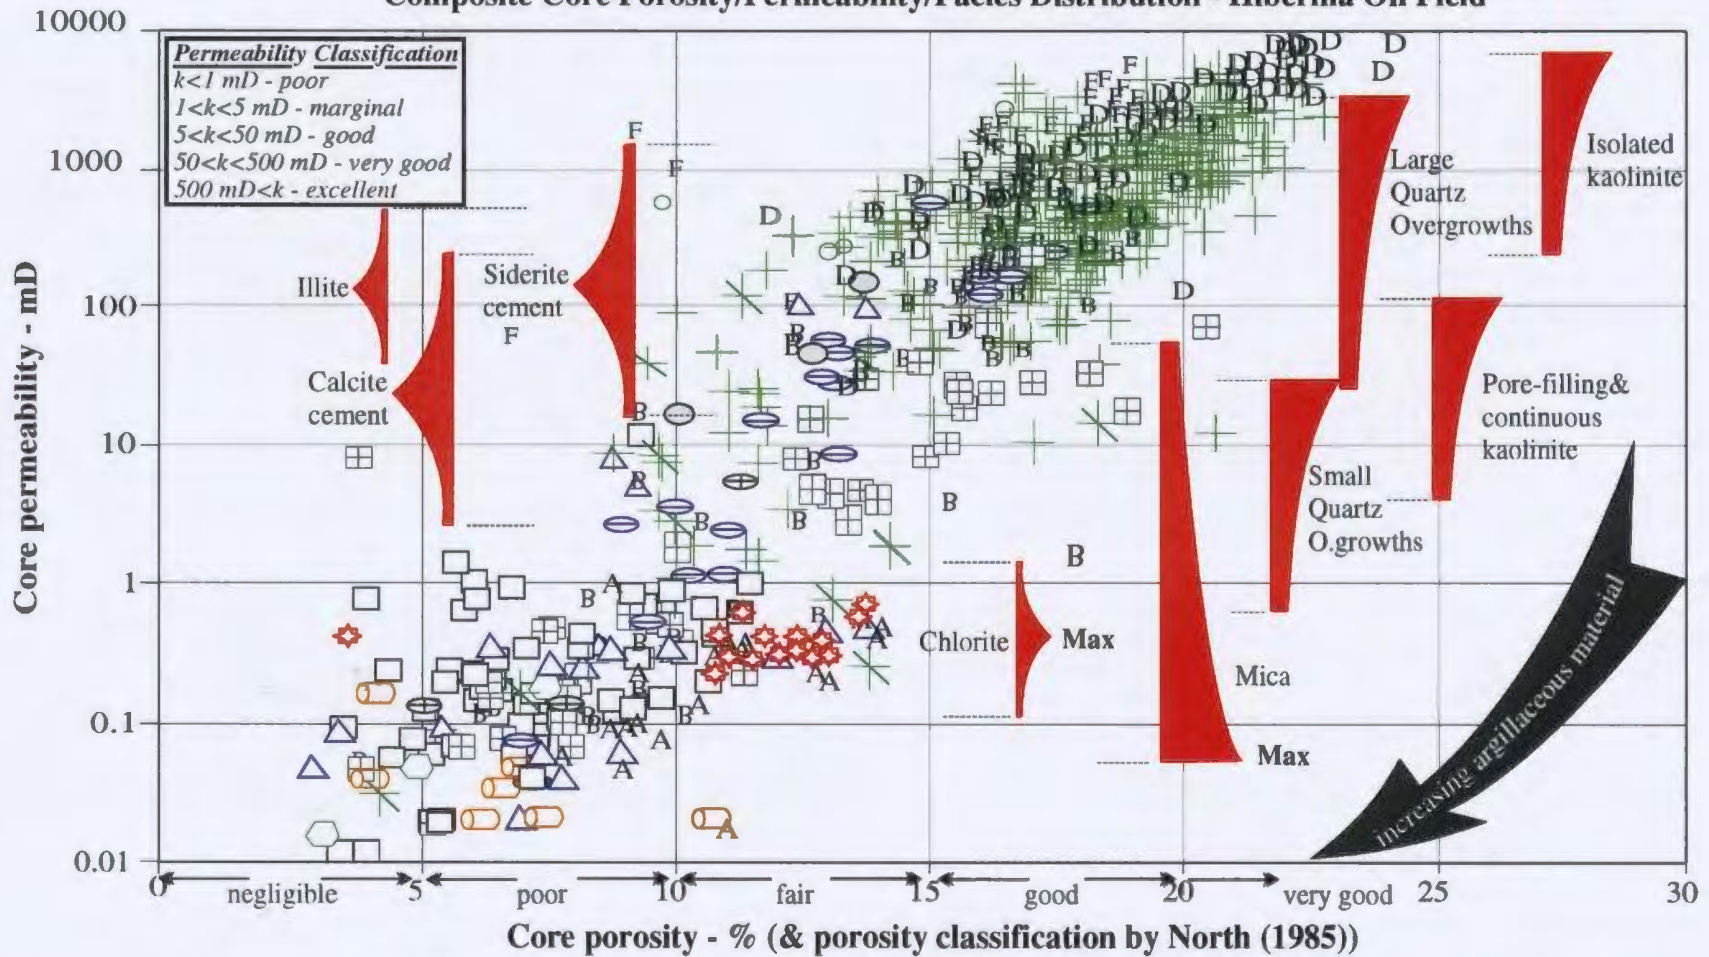 Composite Core Porosity/Permeability/Facies Distribution - Hibernia Oil Field
10000
1000
100
10
1
0.1
0.01
Core permeability - mD
Permeability Classification
k<1 mD - poor
1<k<5 mD - marginal
5<k<50 mD - good
50<k<500 mD - very good
500 mD<k - excellent
Illite
Calcite
cement
Siderite
cement
F
Chlorite
Max
Mica
Max
Large
Quartz
Overgrowths
Isolated
kaolinite
Small
Quartz
O.growths
Pore-filling&
continuous
kaolinite
increasing argillaceous material
0
5
10
15
20
25
30
negligible
poor
fair
good
very good
Core porosity - % (& porosity classification by North (1985))